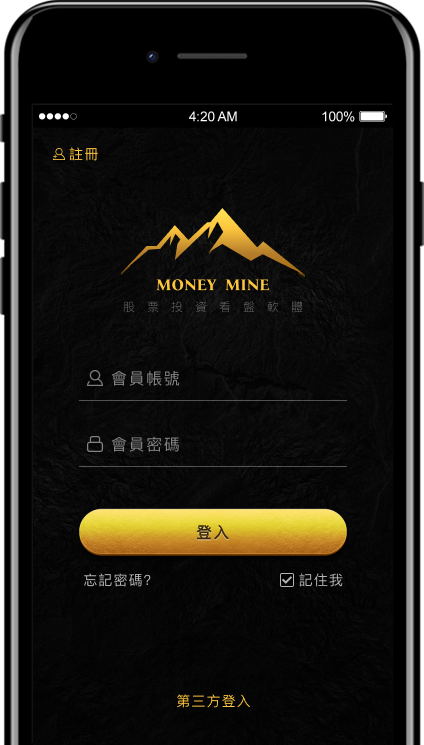 4:20 AM
100%
註冊
MONEY MINE
股票投資看盤軟體
會員帳號
會員密碼
登入
忘記密碼?
記住我
第三方登入